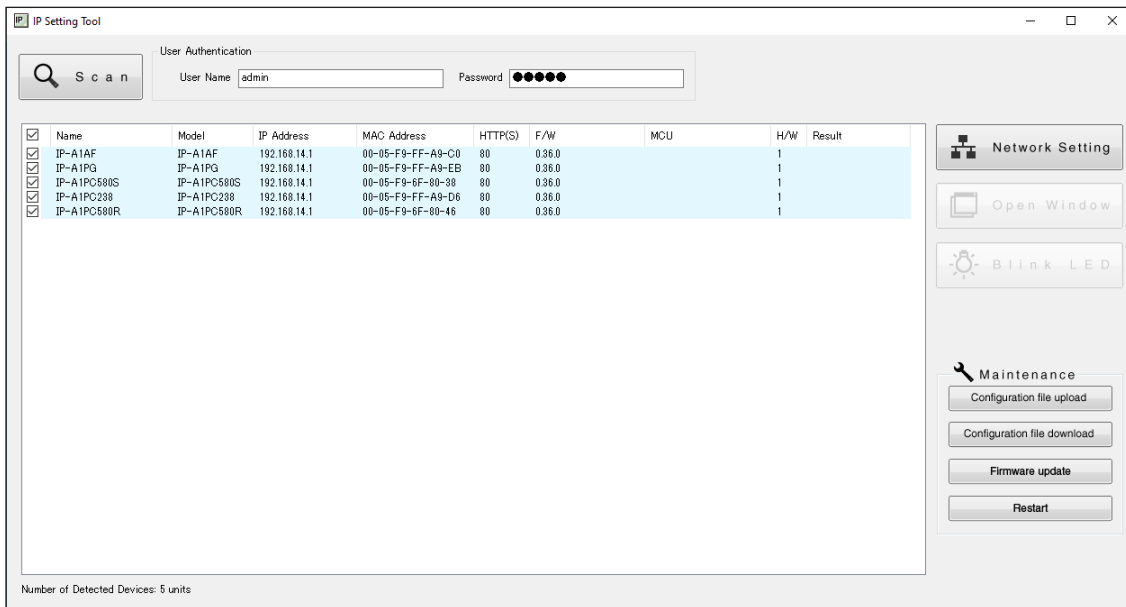 IP Setting Tool
Scan
User Authentication
User Name admin Password ●●●●●
Name Model IP Address MAC Address HTTP(S) F/W MCU H/W Result
IP-A1AF IP-A1AF 192.168.14.1 00-05-F9-FF-A9-C0 80 0.36.0 1
IP-A1PG IP-A1PG 192.168.14.1 00-05-F9-FF-A9-EB 80 0.36.0 1
IP-A1PC580S IP-A1PC580S 192.168.14.1 00-05-F9-6F-80-38 80 0.36.0 1
IP-A1PC238 IP-A1PC238 192.168.14.1 00-05-F9-FF-A9-D6 80 0.36.0 1
IP-A1PC580R IP-A1PC580R 192.168.14.1 00-05-F9-6F-80-46 80 0.36.0 1
Network Setting
Open Window
Blink LED
Maintenance
Configuration file upload
Configuration file download
Firmware update
Restart
Number of Detected Devices: 5 units